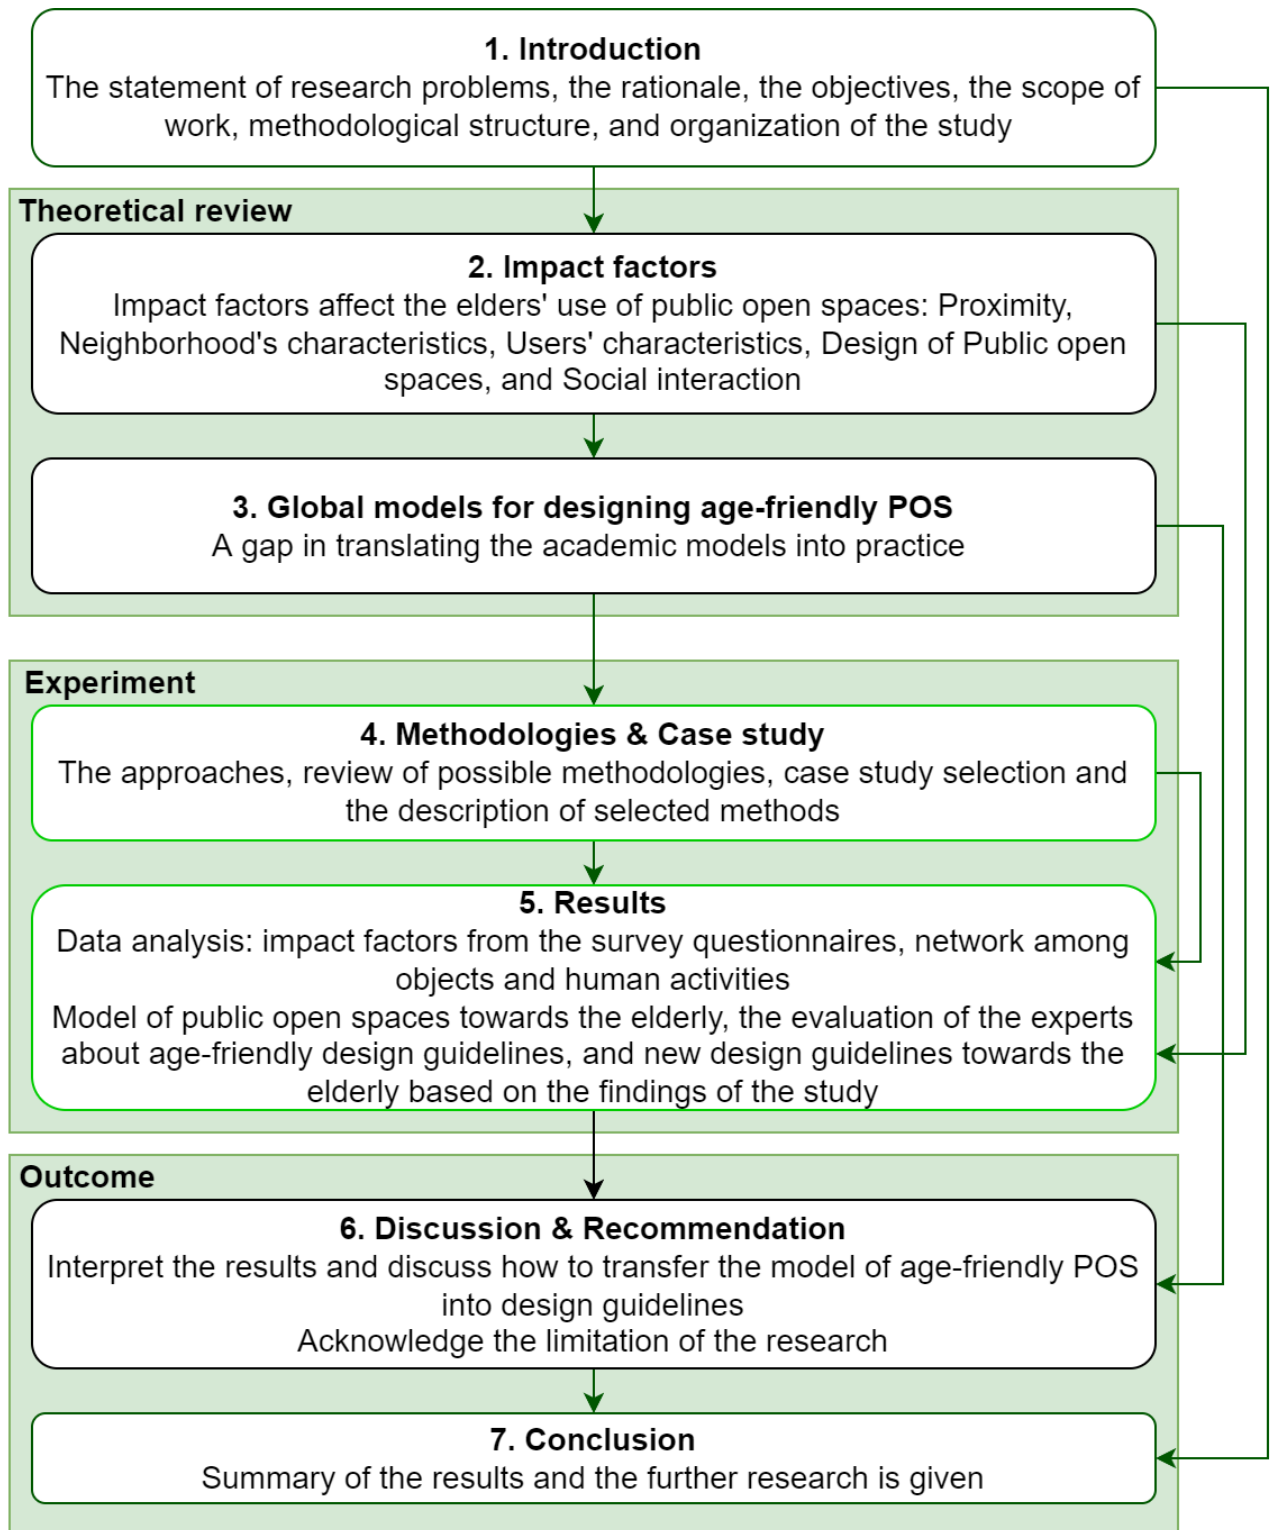 1. Introduction
The statement of research problems, the rationale, the objectives, the scope of
work, methodological structure, and organization of the study
Theoretical review
2. Impact factors
Impact factors affect the elders' use of public open spaces: Proximity,
Neighborhood's characteristics, Users' characteristics, Design of Public open
spaces, and Social interaction
3. Global models for designing age-friendly POS
A gap in translating the academic models into practice
Experiment
4. Methodologies & Case study
The approaches, review of possible methodologies, case study selection and
the description of selected methods
5. Results
Data analysis: impact factors from the survey questionnaires, network among
objects and human activities
Model of public open spaces towards the elderly, the evaluation of the experts
about age-friendly design guidelines, and new design guidelines towards the
elderly based on the findings of the study
Outcome
6. Discussion & Recommendation
Interpret the results and discuss how to transfer the model of age-friendly POS
into design guidelines
Acknowledge the limitation of the research
7. Conclusion
Summary of the results and the further research is given